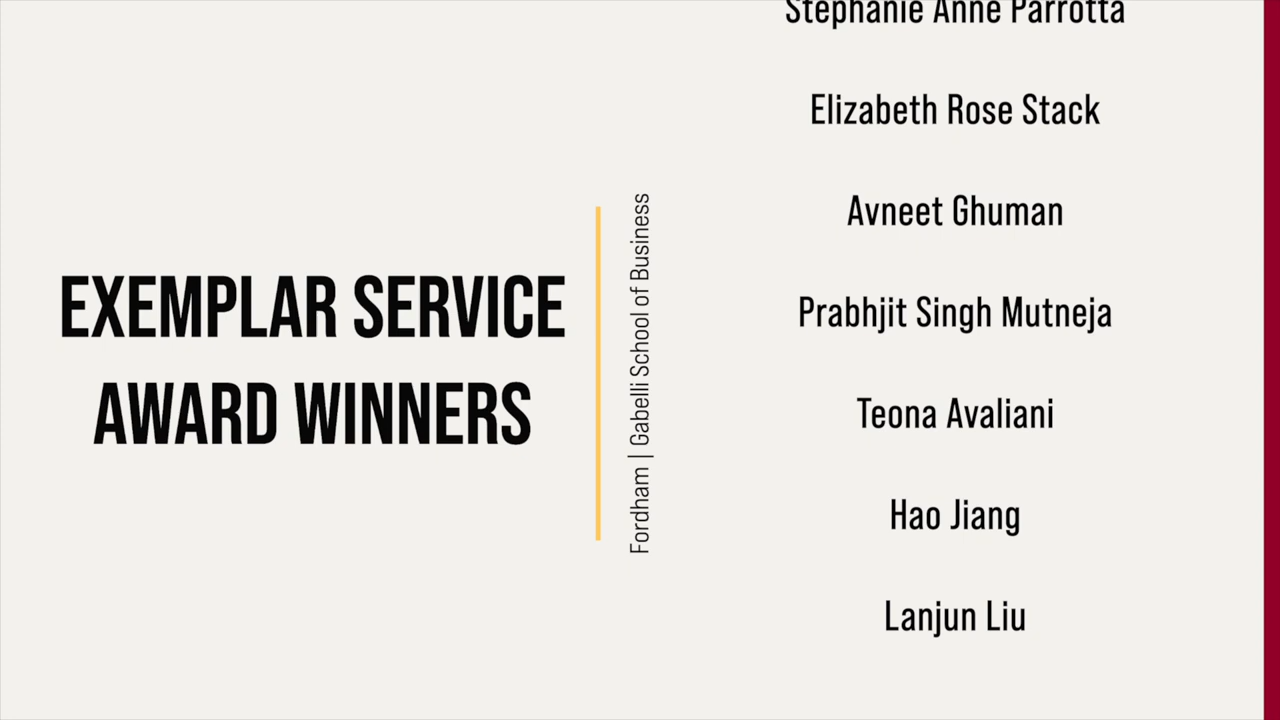 EXEMPLAR SERVICE
AWARD WINNERS
Fordham | Gabelli School of Business
Stephanie Anne Parrotta
Elizabeth Rose Stack
Avneet Ghuman
Prabhjit Singh Mutneja
Teona Avaliani
Hao Jiang
Lanjun Liu